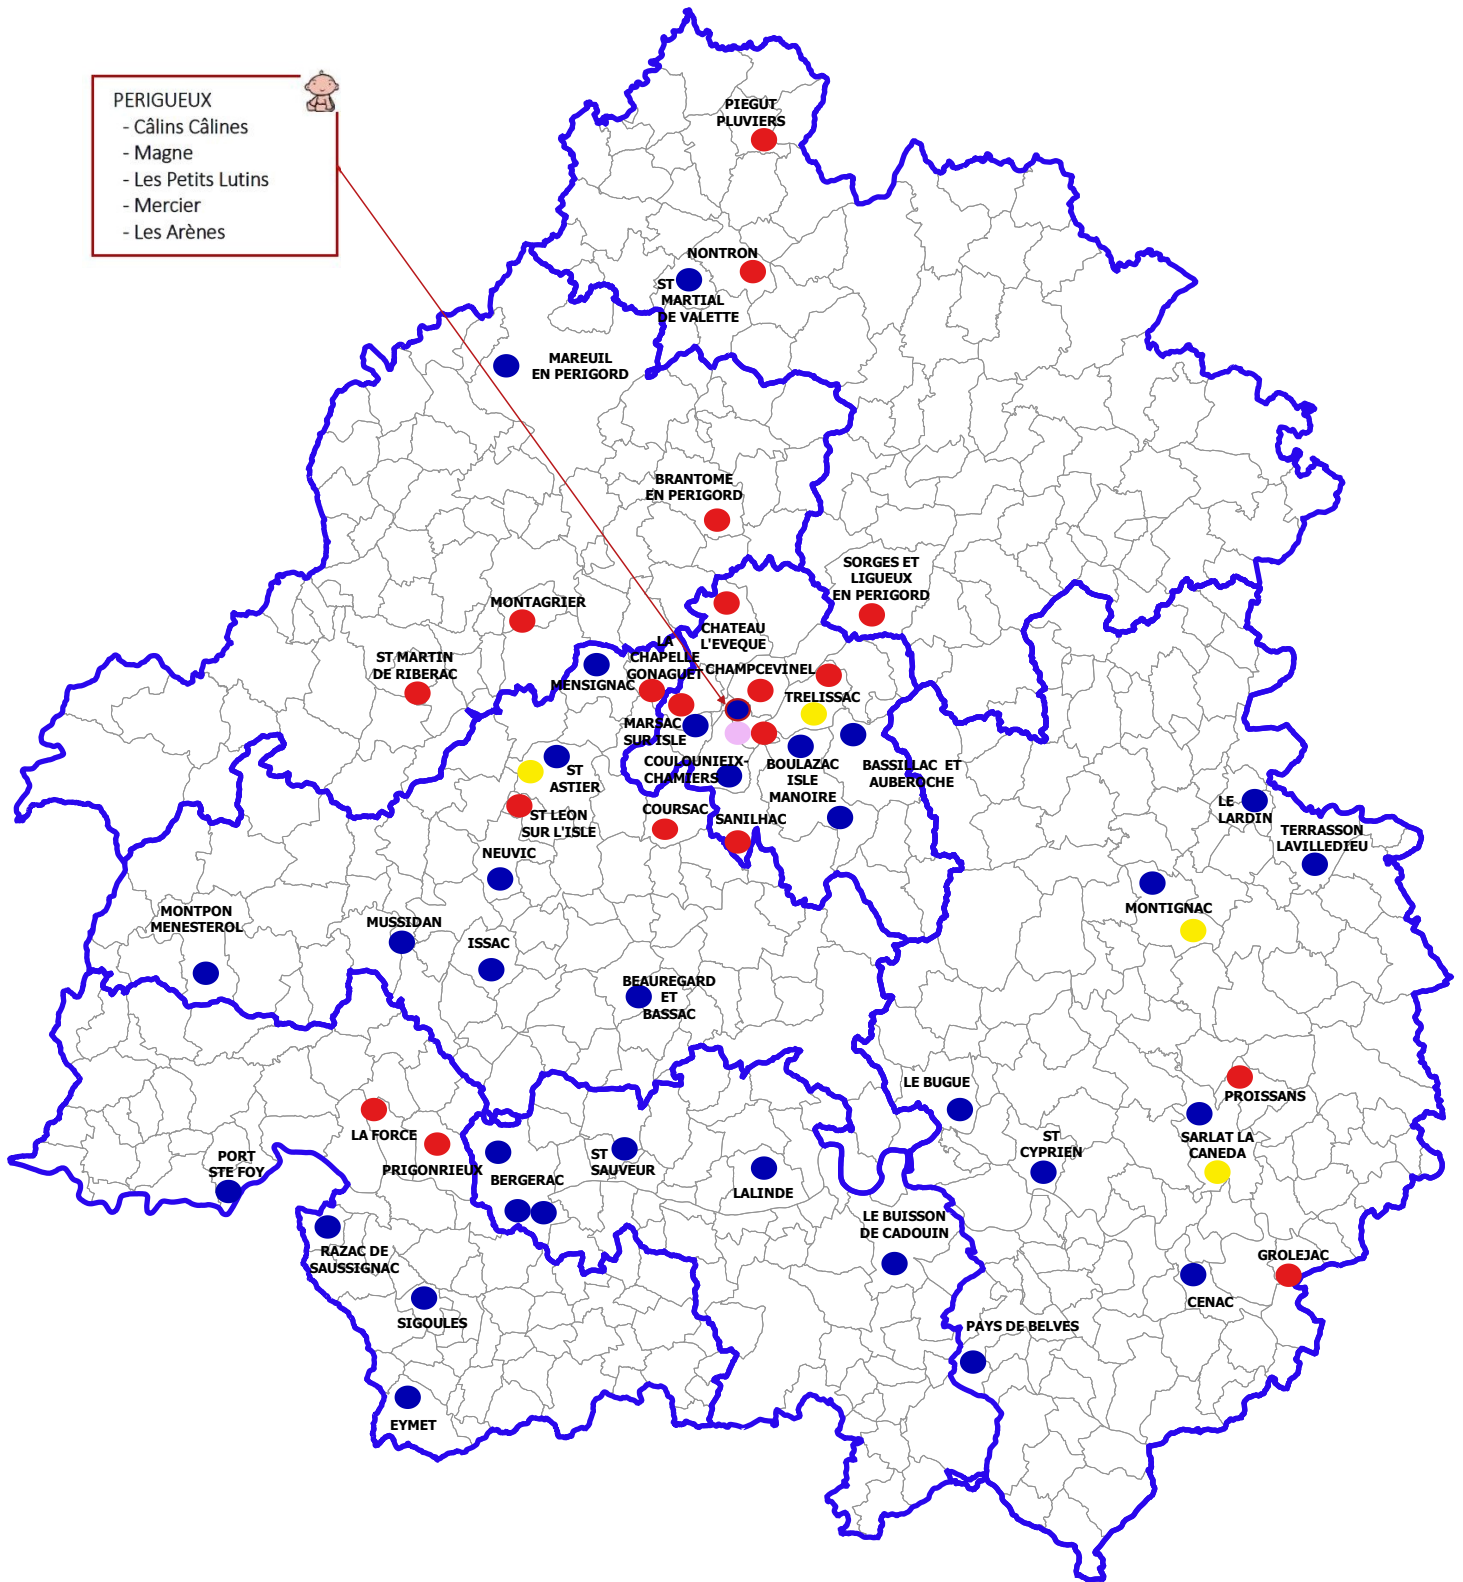 PERIGUEUX
- Câlins Câlines
- Magne
- Les Petits Lutins
- Mercier
- Les Arènes
PIEGUT
PLUVIERS
NONTRON
ST
MARTIAL
DE VALETTE
MAREUIL
EN PERIGORD
BRANTOME
EN PERIGORD
SORGES ET
LIGUEUX
EN PERIGORD
MONTAGRIER
CHATEAU
L'EVEQUE
LA
CHAPELLE
GONAGUET
ST MARTIN
DE RIBERAC
MENSIGNAC
CHAMPCEVINEL
TRELISSAC
MARSAC
SUR ISLE
COULOUNIEIX-
CHAMIERS
BOULAZAC
ISLE
MANOIRE
BASSILLAC ET
AUBEROCHE
ST
ASTIER
ST LEON
SUR L'ISLE
COURSAC
SANILHAC
LE
LARDIN
TERRASSON
LAVILLEDIEU
NEUVIC
MONTIGNAC
MONTPON
MENESTEROL
MUSSIDAN
ISSAC
BEAUREGARD
ET
BASSAC
LE BUGUE
PROISSANS
LA FORCE
PRIGONRIEUX
SARLAT LA
CANEDA
ST
CYPRIEN
PORT
STE FOY
BERGERAC
ST
SAUVEUR
LALINDE
LE BUISSON
DE CADOUIN
RAZAC DE
SAUSSIGNAC
GROLEJAC
CENAC
SIGOULES
PAYS DE BELVES
EYMET